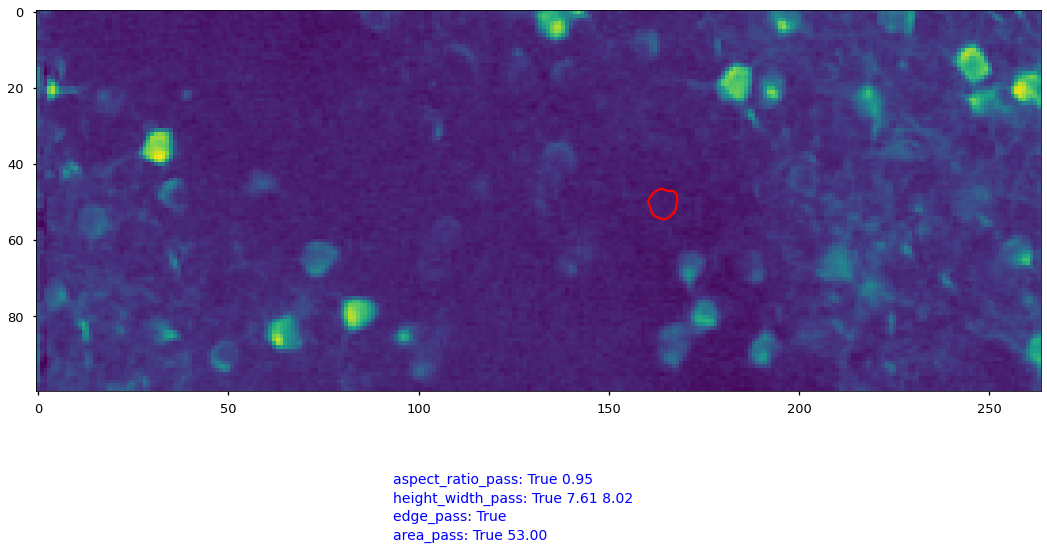 0
20
40
60
80
0
50
100
150
200
250
aspect_ratio_pass: True 0.95
height_width_pass: True 7.61 8.02
edge_pass: True
area_pass: True 53.00